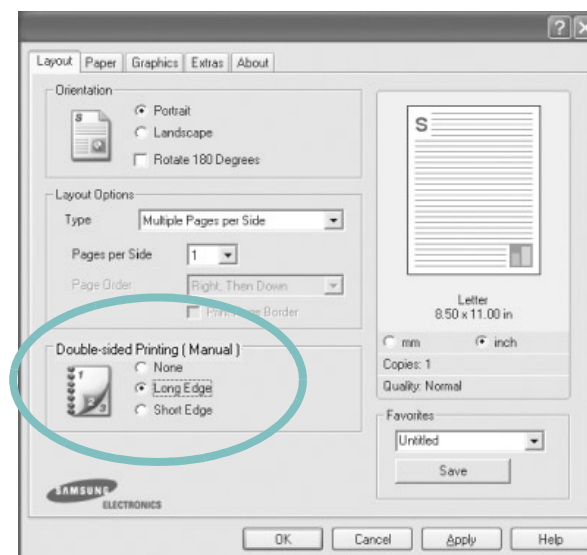 Layout Paper Graphics Extras About
Orientation
S
Portrait
Landscape
Rotate 180 Degrees
Layout Options
Type Multiple Pages per Side
Pages per Side 1
Page Order Right, Then Down
Print Page Border
Double-sided Printing ( Manual )
1
2
3
None
Long Edge
Short Edge
SAMSUNG
ELECTRONICS
S
Letter
8.50 x 11.00 in
mm inch
Copies: 1
Quality: Normal
Favorites
Untitled
Save
OK Cancel Apply Help